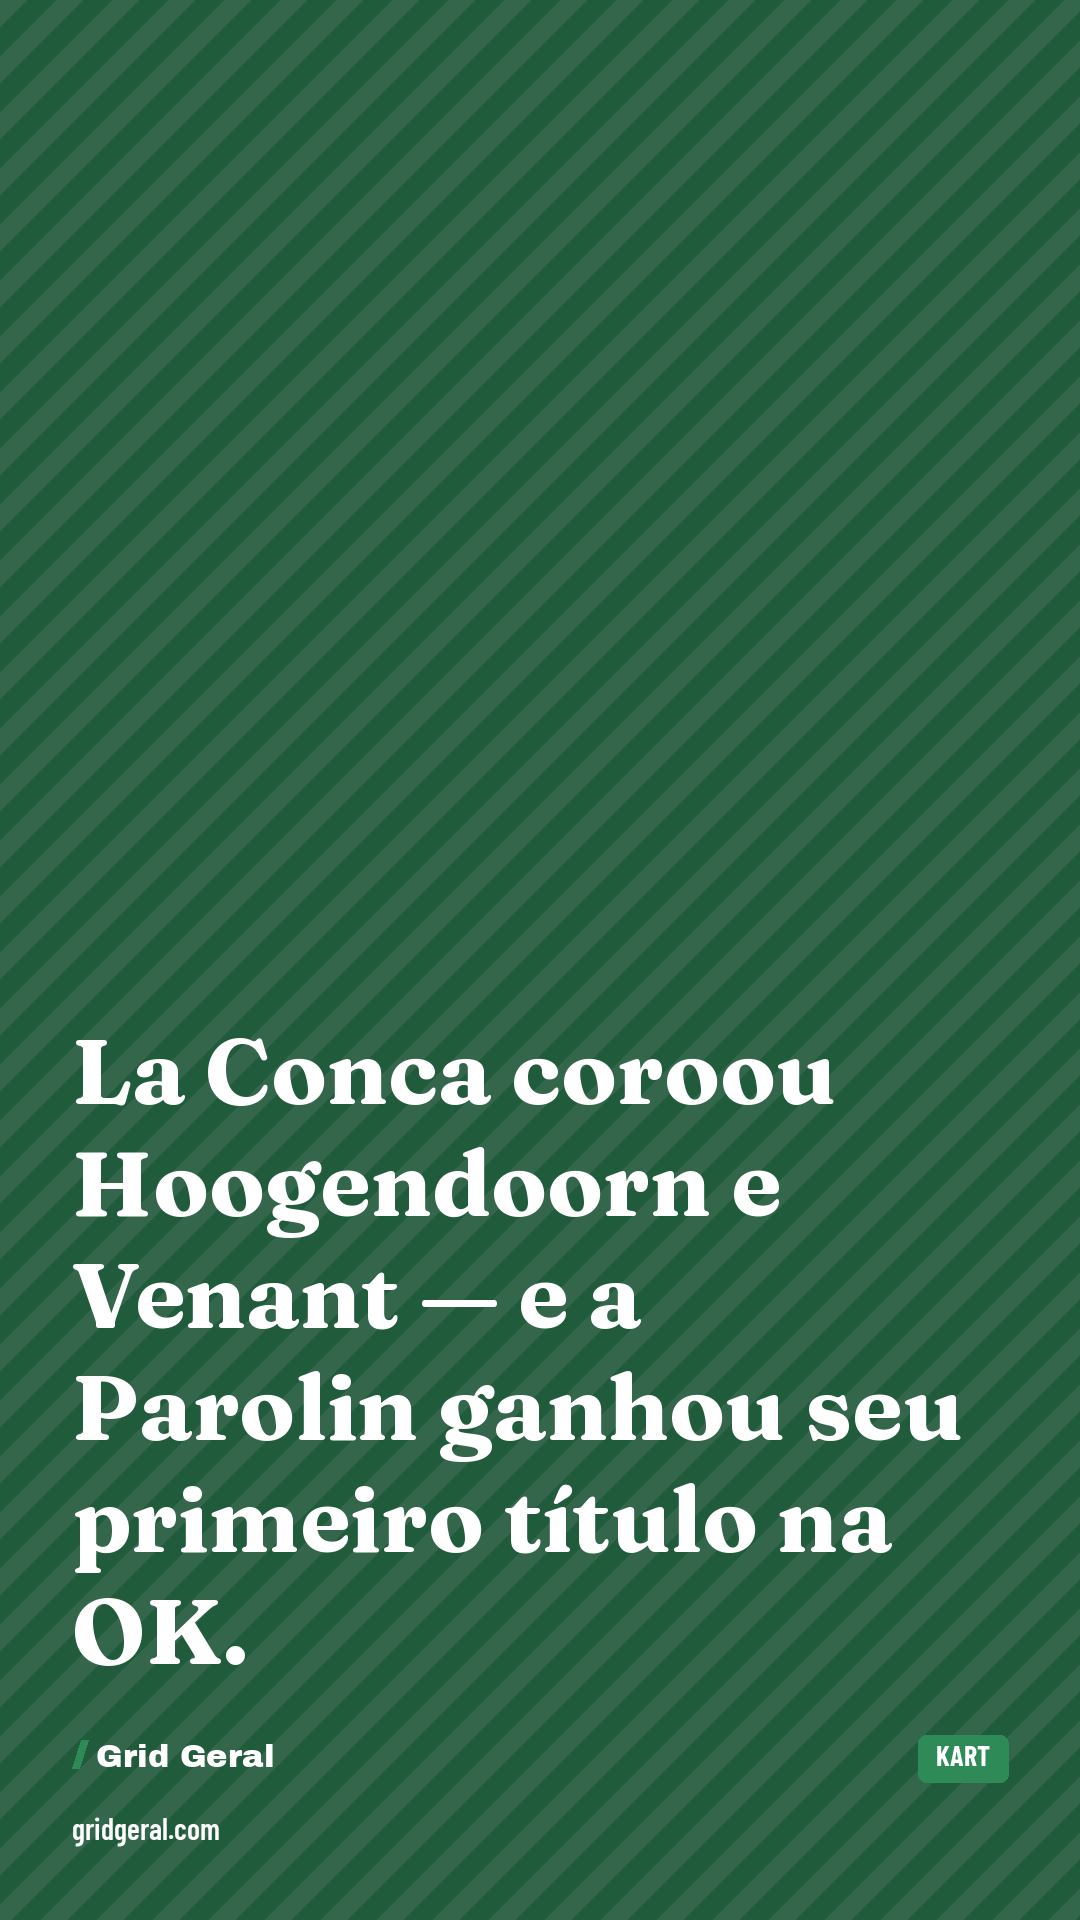 La Conca coroou
Hoogendoorn e
Venant — e a
Parolin ganhou seu
primeiro título na
OK.
Grid Geral
KART
gridgeral.com